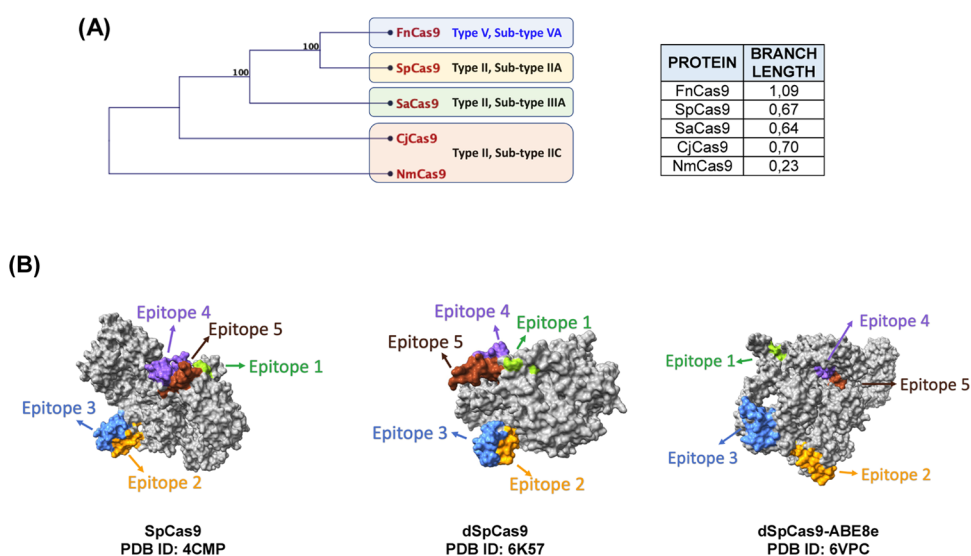 (A)
100
100
FnCas9 Type V, Sub-type VA
SpCas9 Type II, Sub-type IIA
SaCas9 Type II, Sub-type IIIA
CjCas9
Type II, Sub-type IIC
NmCas9
PROTEIN BRANCH LENGTH
FnCas9 1,09
SpCas9 0,67
SaCas9 0,64
CjCas9 0,70
NmCas9 0,23
(B)
Epitope 4
Epitope 5
Epitope 1
Epitope 3
Epitope 2
SpCas9
PDB ID: 4CMP
Epitope 4
Epitope 1
Epitope 5
Epitope 3
Epitope 2
dSpCas9
PDB ID: 6K57
Epitope 4
Epitope 1
Epitope 5
Epitope 3
Epitope 2
dSpCas9-ABE8e
PDB ID: 6VPC